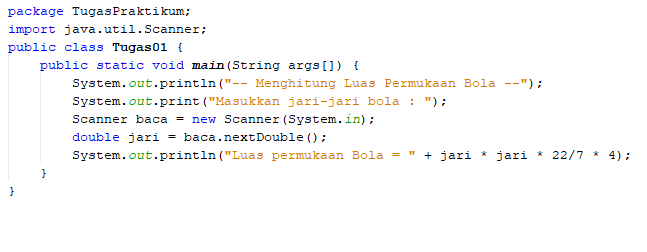 package TugasPraktikum;
import java.util.Scanner;
public class Tugas01 {
    public static void main(String args[]) {
        System.out.println("-- Menghitung Luas Permukaan Bola --");
        System.out.print("Masukkan jari-jari bola : ");
        Scanner baca = new Scanner(System.in);
        double jari = baca.nextDouble();
        System.out.println("Luas permukaan Bola = " + jari * jari * 22/7 * 4);
    }
}